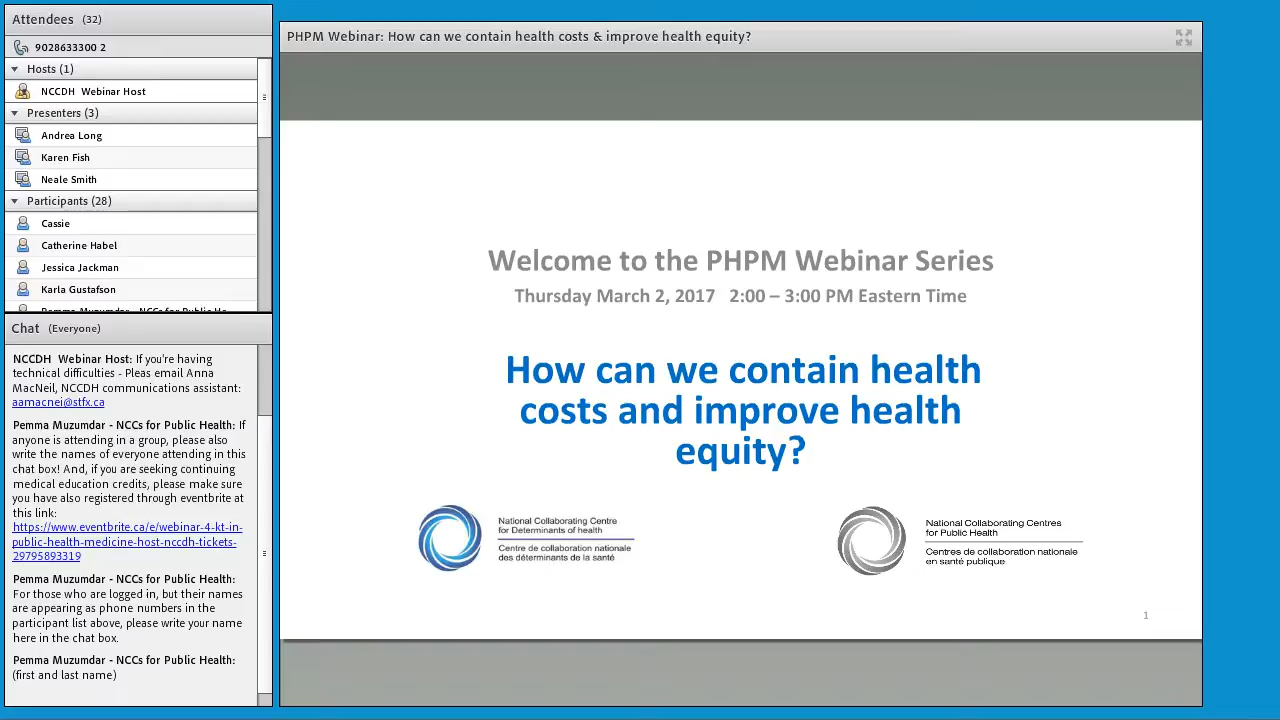 Attendees (32)
9028633300 2
Hosts (1)
NCCDH Webinar Host
Presenters (3)
Andrea Long
Karen Fish
Neale Smith
Participants (28)
Cassie
Catherine Habel
Jessica Jackman
Karla Gustafson
Pemma Muzumdar - NCCs for Public He...
Chat (Everyone)
NCCDH Webinar Host: If you're having
technical difficulties - Pleas email Anna
MacNeil, NCCDH communications assistant:
aamacnei@stfx.ca
Pemma Muzumdar - NCCs for Public Health: If
anyone is attending in a group, please also
write the names of everyone attending in this
chat box! And, if you are seeking continuing
medical education credits, please make sure
you have also registered through eventbrite at
this link:
https://www.eventbrite.ca/e/webinar-4-kt-in-
public-health-medicine-host-nccdh-tickets-
29795893319
Pemma Muzumdar - NCCs for Public Health:
For those who are logged in, but their names
are appearing as phone numbers in the
participant list above, please write your name
here in the chat box.
Pemma Muzumdar - NCCs for Public Health:
(first and last name)
PHPM Webinar: How can we contain health costs & improve health equity?
Welcome to the PHPM Webinar Series
Thursday March 2, 2017 2:00 – 3:00 PM Eastern Time
How can we contain health
costs and improve health
equity?
National Collaborating Centre
for Determinants of health
Centre de collaboration nationale
des déterminants de la santé
National Collaborating Centres
for Public Health
Centres de collaboration nationale
en santé publique
1